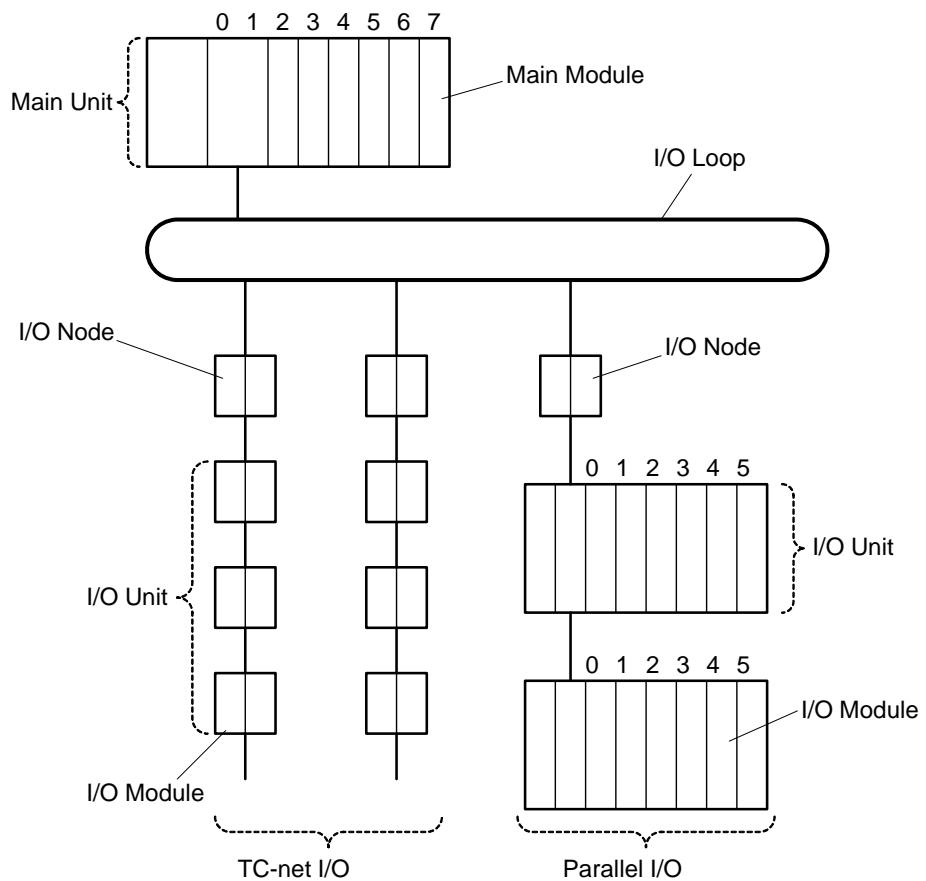 0 1 2 3 4 5 6 7
Main Module
Main Unit
I/O Loop
I/O Node
I/O Node
0 1 2 3 4 5
I/O Unit
I/O Unit
0 1 2 3 4 5
I/O Module
I/O Module
TC-net I/O
Parallel I/O